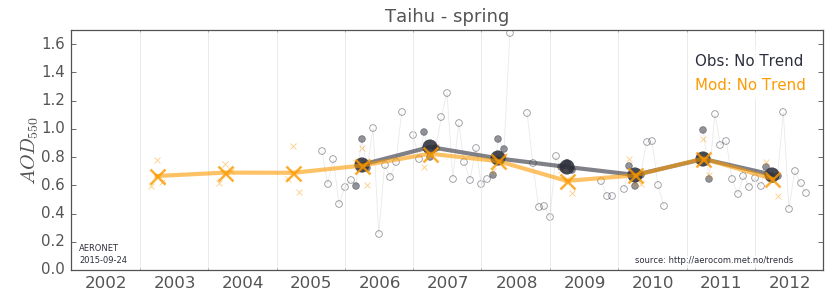 Taihu - spring
1.6
1.4
1.2
1.0
0.8
0.6
0.4
0.2
0.0
AOD550
Obs: No Trend
Mod: No Trend
AERONET
2015-09-24
source: http://aerocom.met.no/trends
2002 2003 2004 2005 2006 2007 2008 2009 2010 2011 2012